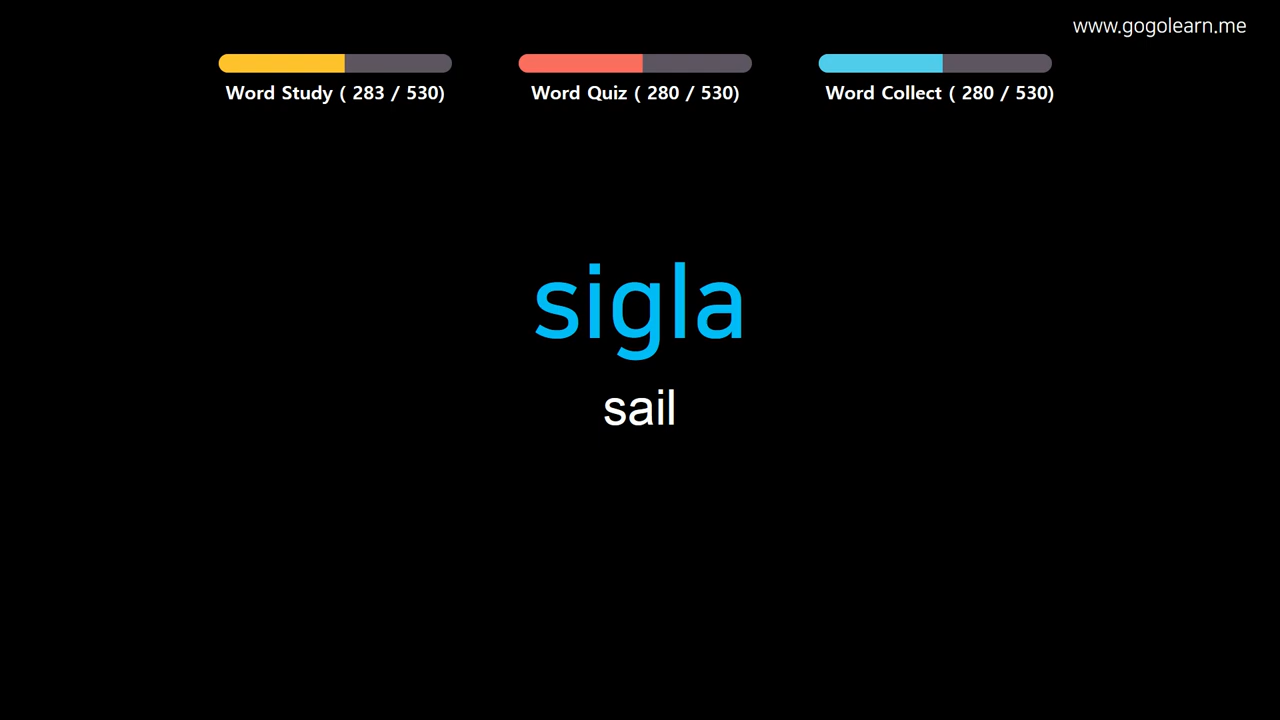 www.gogolearn.me
Word Study ( 283 / 530)
Word Quiz ( 280 / 530)
Word Collect ( 280 / 530)
sigla
sail